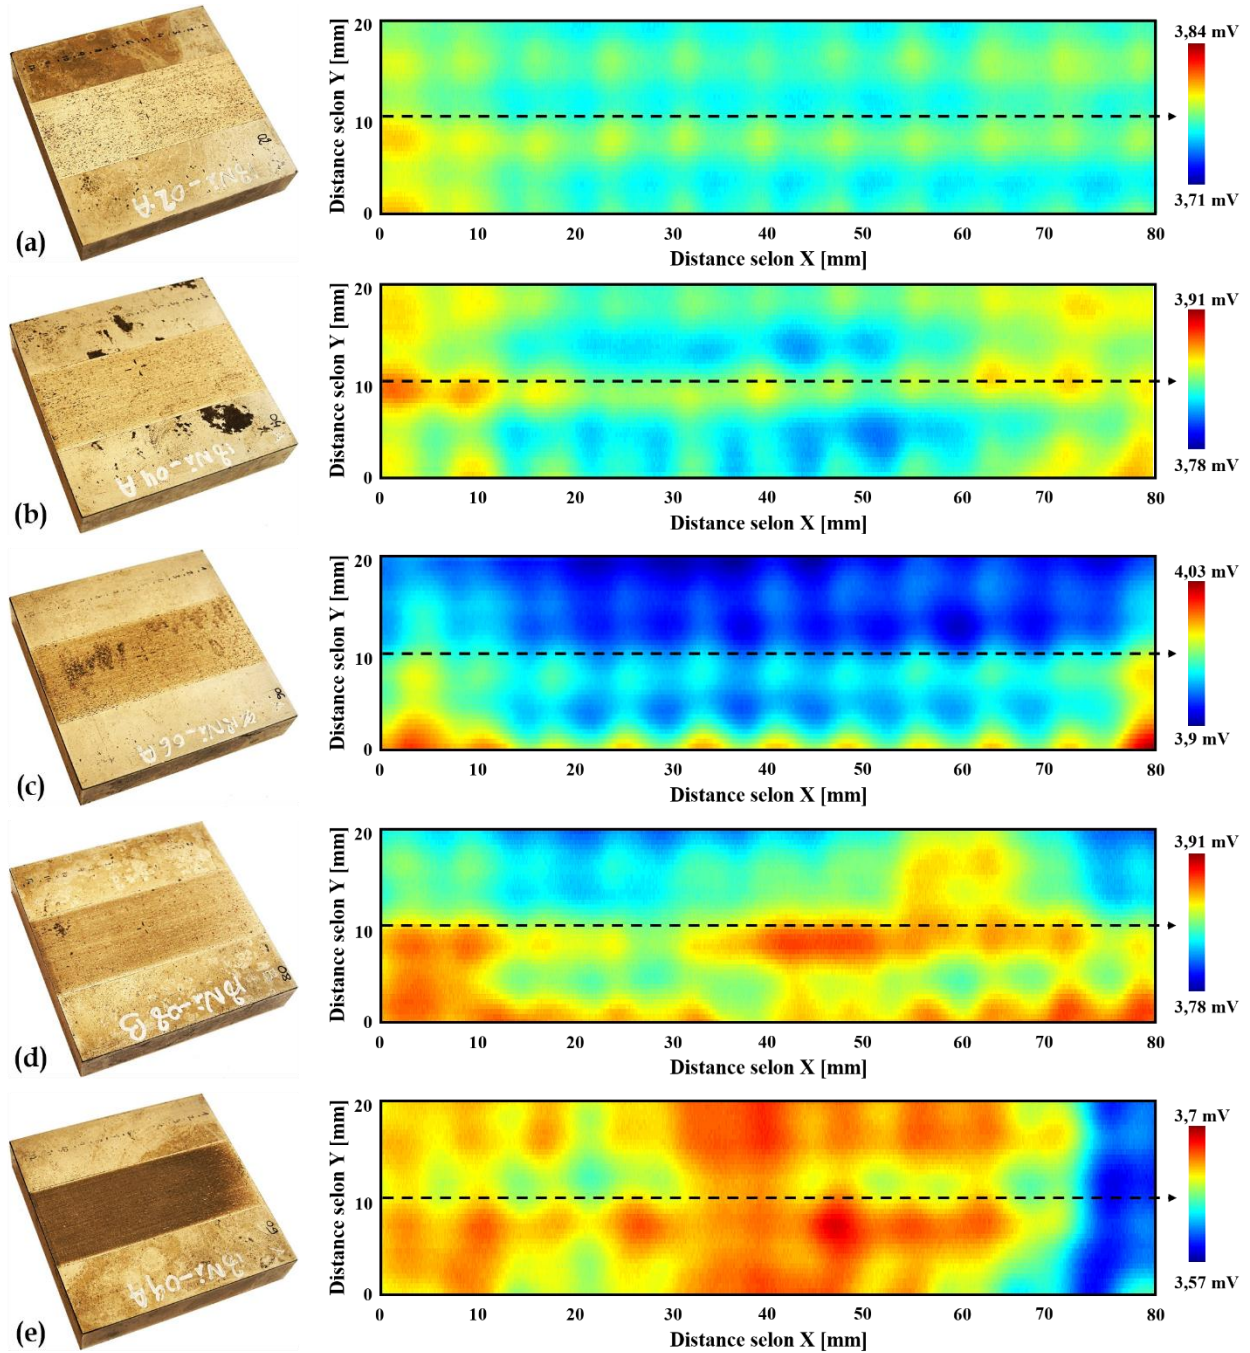 20
10
0
Distance selon Y [mm]
0 10 20 30 40 50 60 70 80
Distance selon X [mm]
3,84 mV
3,71 mV
(a)
20
10
0
Distance selon Y [mm]
0 10 20 30 40 50 60 70 80
Distance selon X [mm]
3,91 mV
3,78 mV
(b)
20
10
0
Distance selon Y [mm]
0 10 20 30 40 50 60 70 80
Distance selon X [mm]
4,03 mV
3,9 mV
(c)
20
10
0
Distance selon Y [mm]
0 10 20 30 40 50 60 70 80
Distance selon X [mm]
3,91 mV
3,78 mV
(d)
20
10
0
Distance selon Y [mm]
0 10 20 30 40 50 60 70 80
Distance selon X [mm]
3,7 mV
3,57 mV
(e)